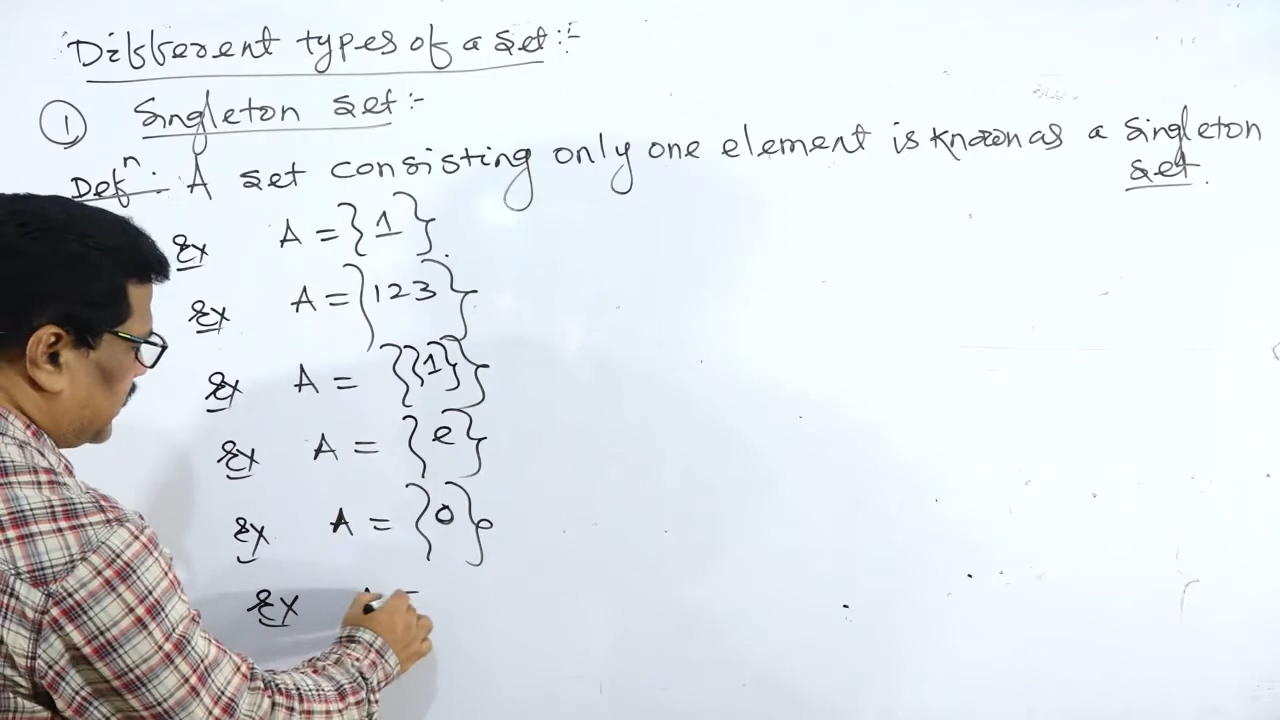 Different types of a set:-
① Singleton set:-
Defⁿ: A set consisting only one element is known as a singleton
set.
Ex A = {1}.
Ex A = {123}
Ex A = {{1}}
Ex A = {e}
Ex A = {0}
Ex A =